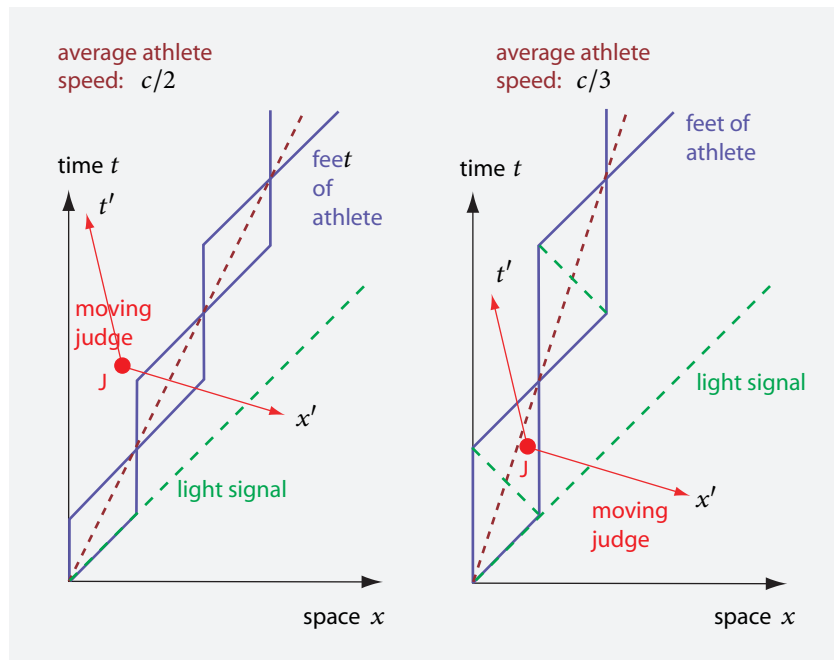 average athlete
speed: c/2
time t
t′
feet
of
athlete
moving
judge
J
x′
light signal
space x
average athlete
speed: c/3
feet of
athlete
time t
t′
light signal
J
x′
moving
judge
space x